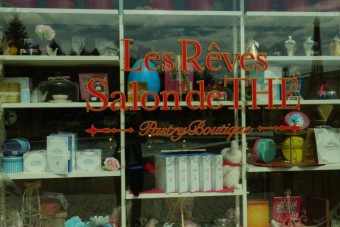 Les Rêves
Salon de THE
Pastry Boutique